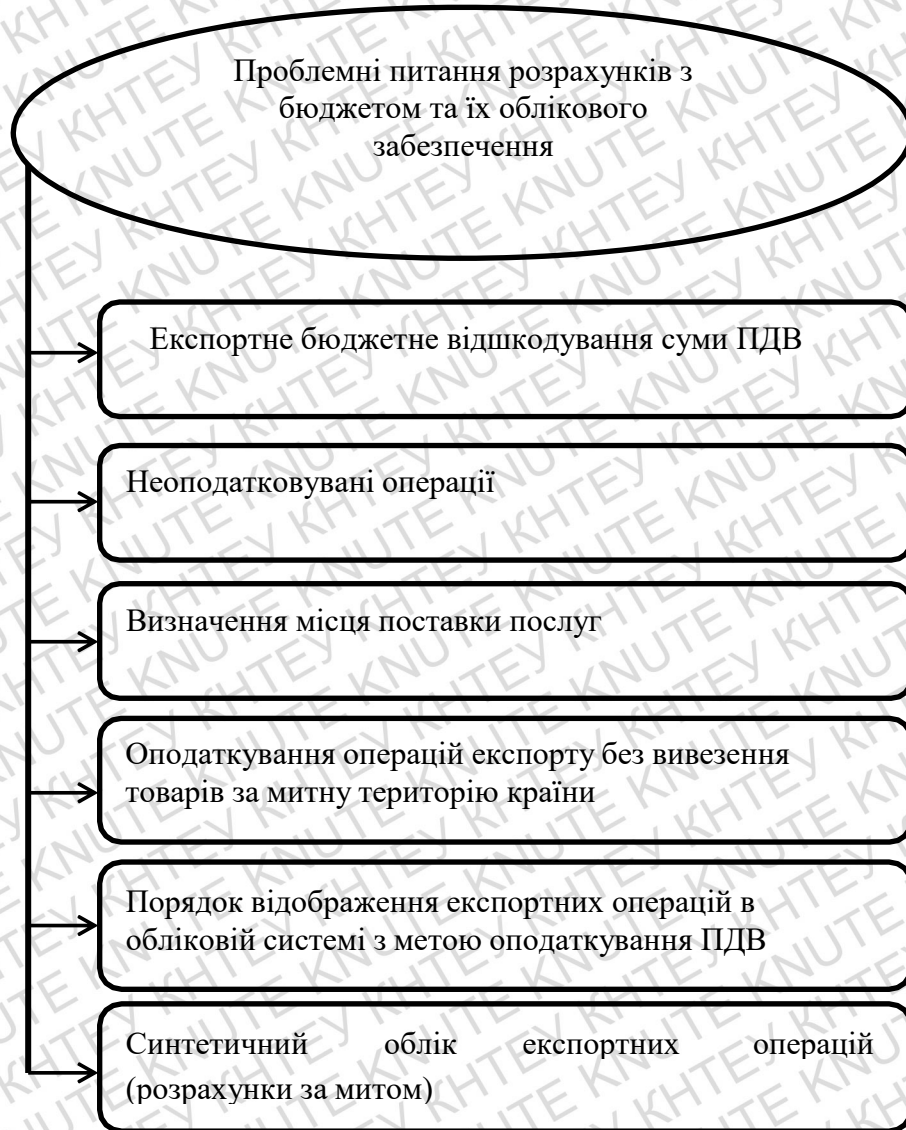 Проблемні питання розрахунків з
бюджетом та їх облікового
забезпечення
Експортне бюджетне відшкодування суми ПДВ
Неоподатковувані операції
Визначення місця поставки послуг
Оподаткування операцій експорту без вивезення
товарів за митну територію країни
Порядок відображення експортних операцій в
обліковій системі з метою оподаткування ПДВ
Синтетичний облік експортних операцій
(розрахунки за митом)